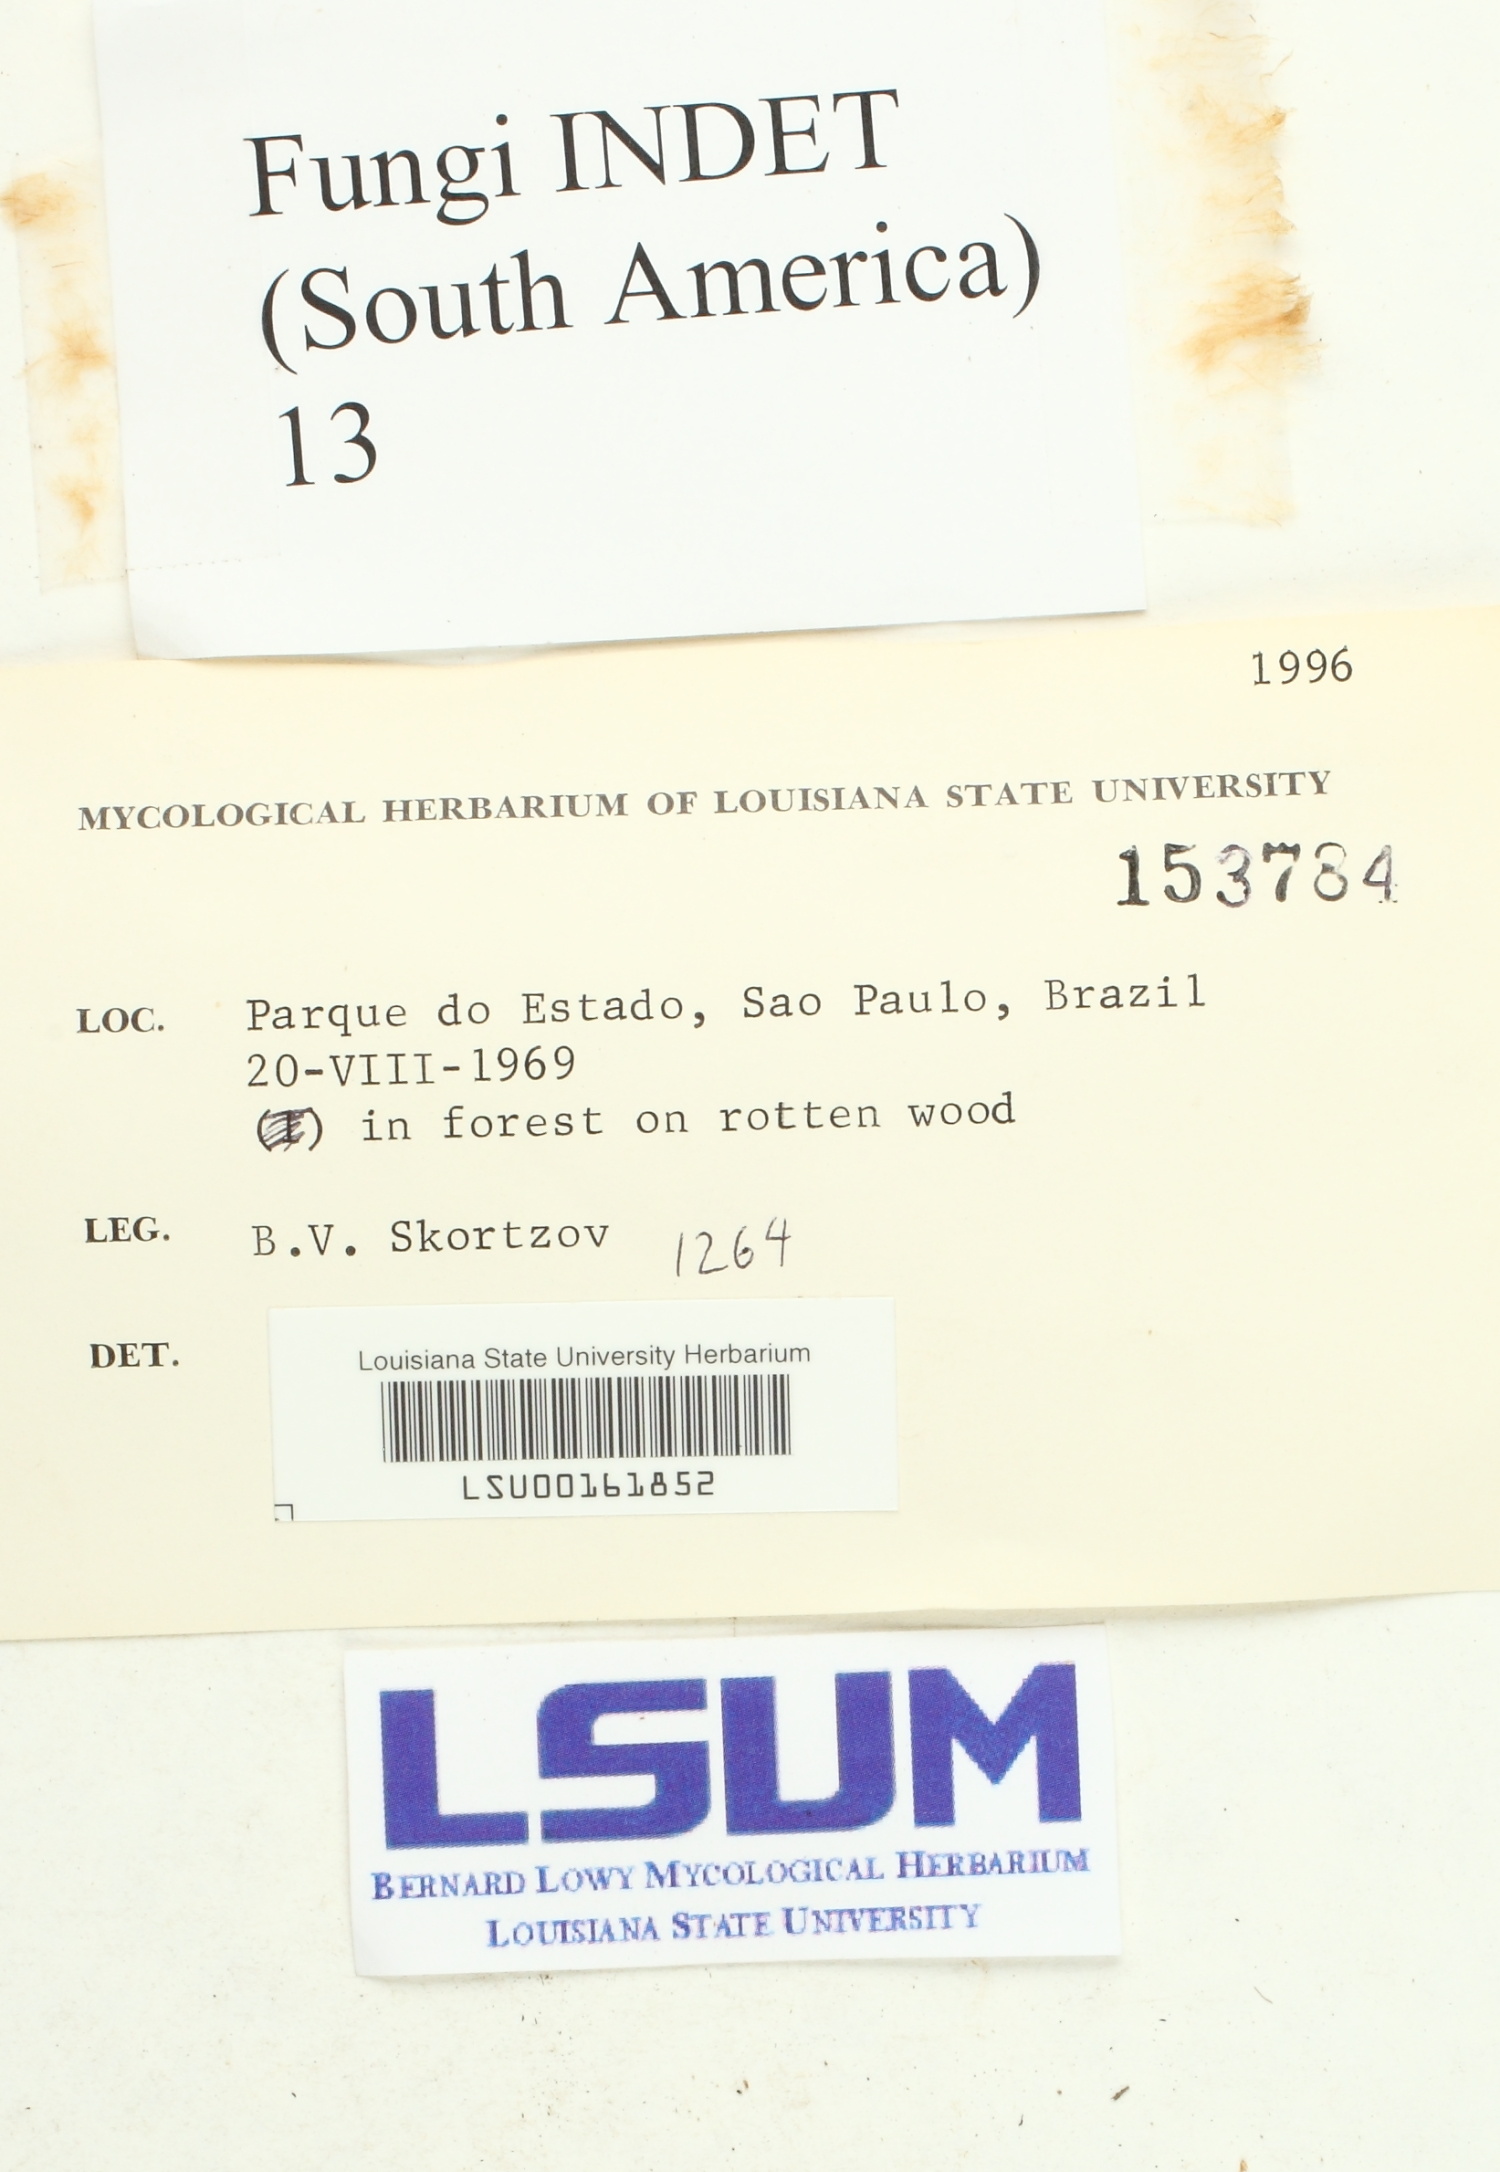 Fungi INDET
(South America)
13
1996
MYCOLOGICAL HERBARIUM OF LOUISIANA STATE UNIVERSITY
153784
LOC. Parque do Estado, Sao Paulo, Brazil
20-VIII-1969
( ) in forest on rotten wood
LEG. B.V. Skortzov 1264
DET.
Louisiana State University Herbarium
LSU00161852
LSUM
BERNARD LOWY MYCOLOGICAL HERBARIUM
LOUISIANA STATE UNIVERSITY